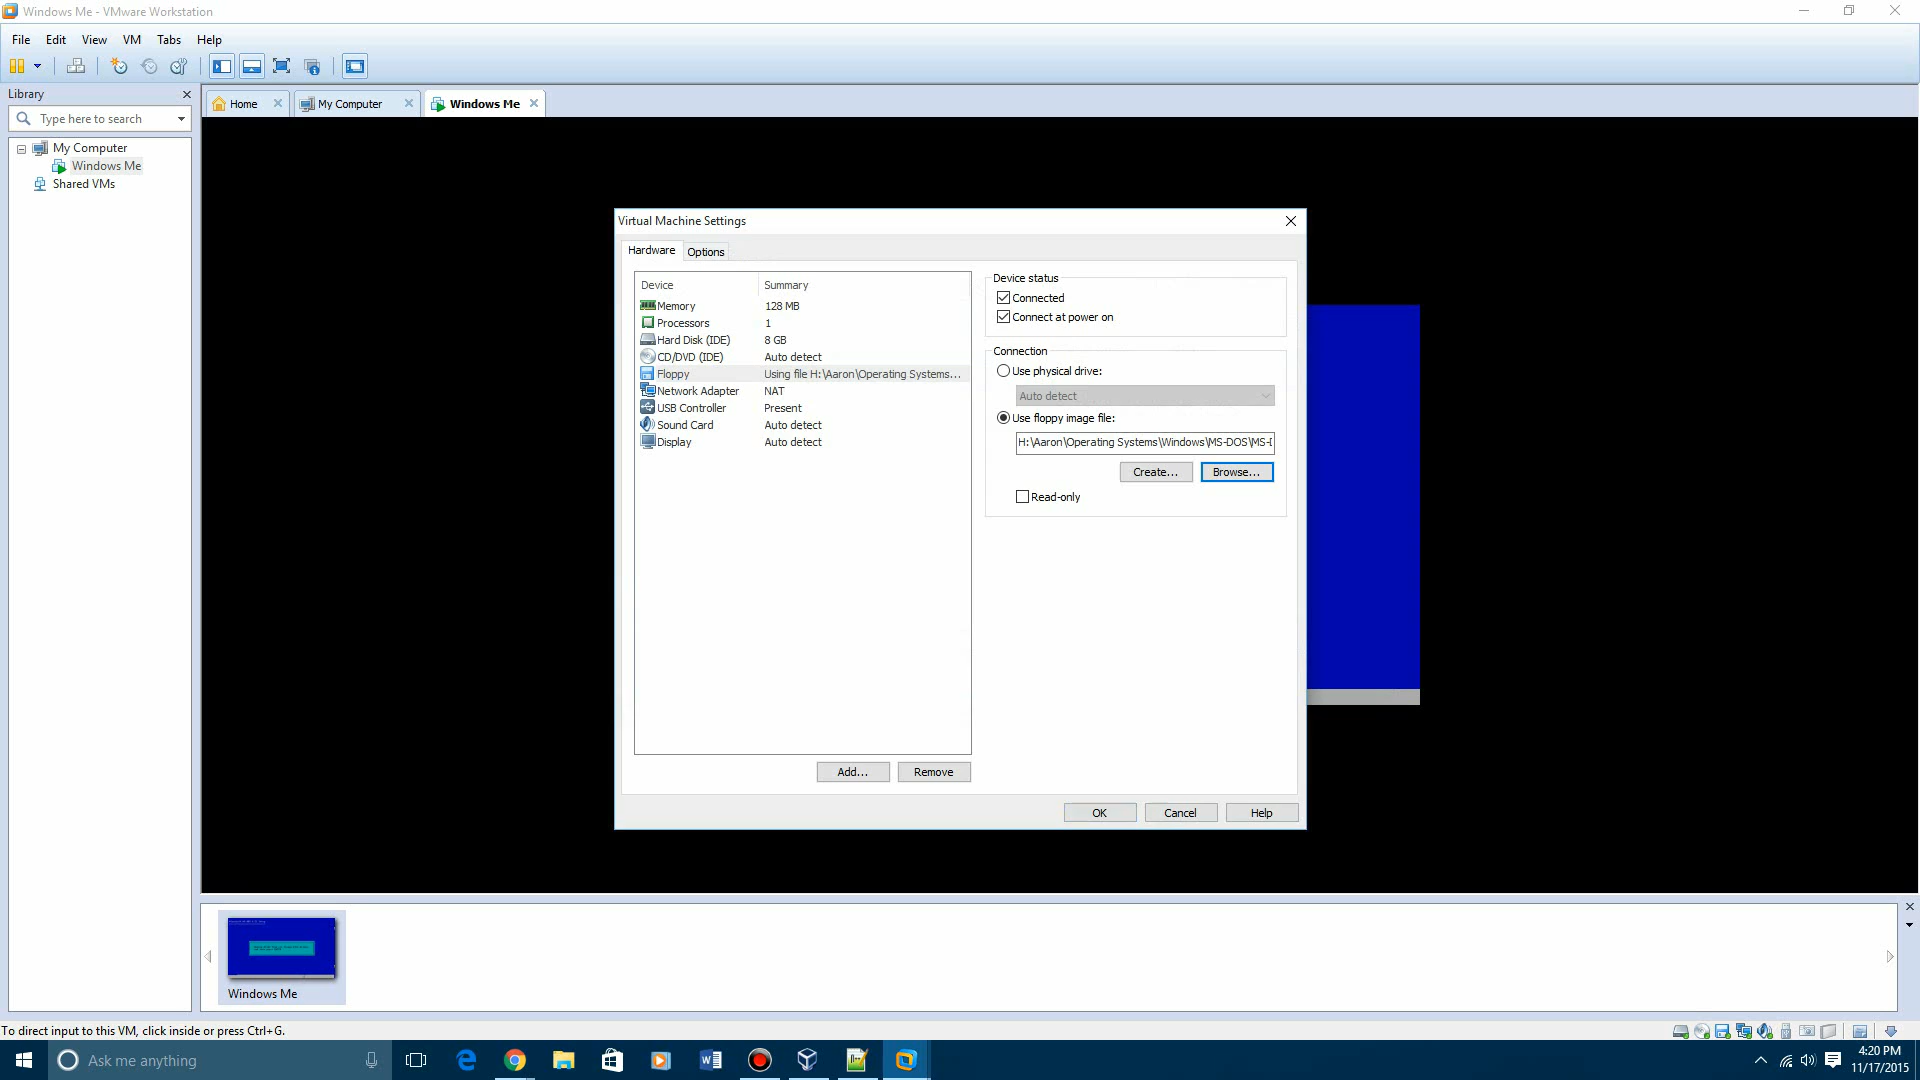 Windows Me - VMware Workstation
File Edit View VM Tabs Help
Library
Home My Computer Windows Me
Type here to search
My Computer
Windows Me
Shared VMs
Virtual Machine Settings
Hardware Options
Device Summary
Memory 128 MB
Processors 1
Hard Disk (IDE) 8 GB
CD/DVD (IDE) Auto detect
Floppy Using file H:\Aaron\Operating Systems...
Network Adapter NAT
USB Controller Present
Sound Card Auto detect
Display Auto detect
Add... Remove
Device status
Connected
Connect at power on
Connection
Use physical drive:
Auto detect
Use floppy image file:
H:\Aaron\Operating Systems\Windows\MS-DOS\MS-
Create... Browse...
Read-only
OK Cancel Help
Windows Me
To direct input to this VM, click inside or press Ctrl+G.
Ask me anything
4:20 PM
11/17/2015